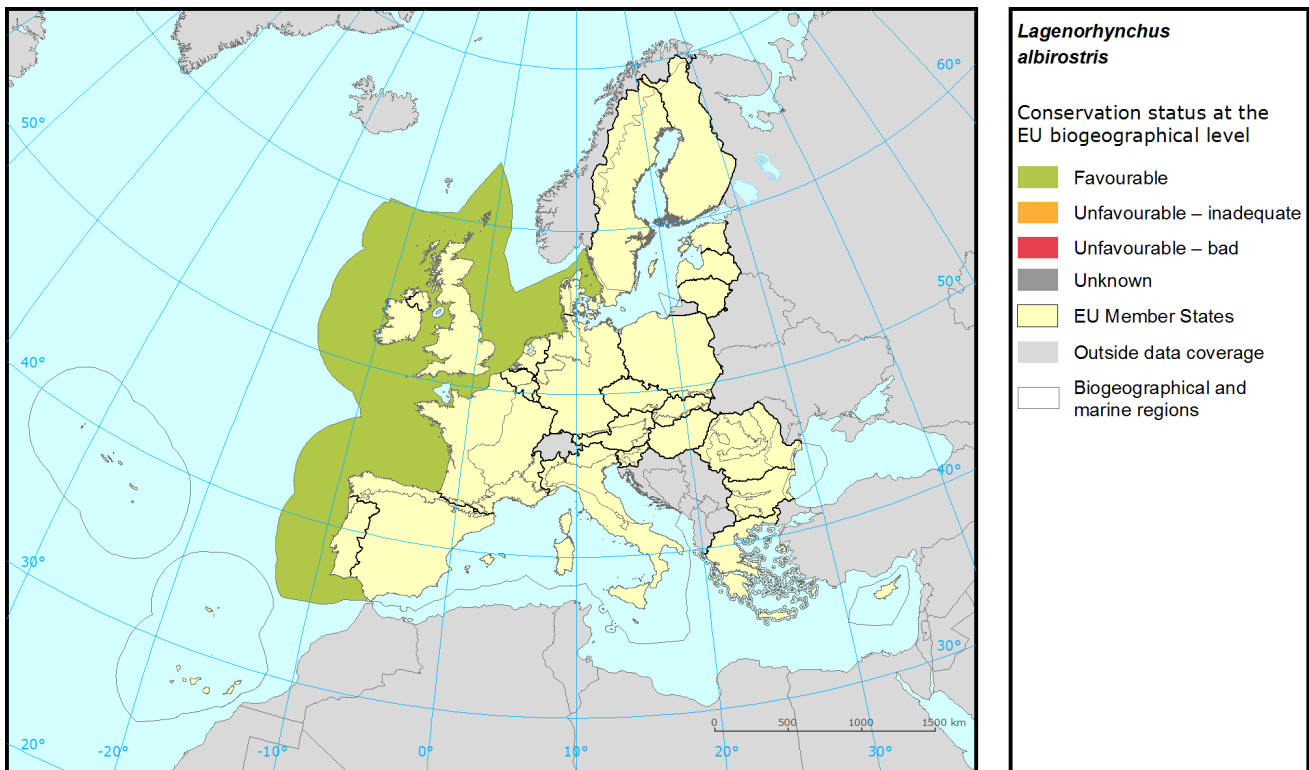 60°
50°
50°
40°
40°
30°
30°
0 500 1000 1500 km
20° -20° -10° 0° 10° 20° 30°
Lagenorhynchus
albirostris
Conservation status at the
EU biogeographical level
Favourable
Unfavourable – inadequate
Unfavourable – bad
Unknown
EU Member States
Outside data coverage
Biogeographical and
marine regions